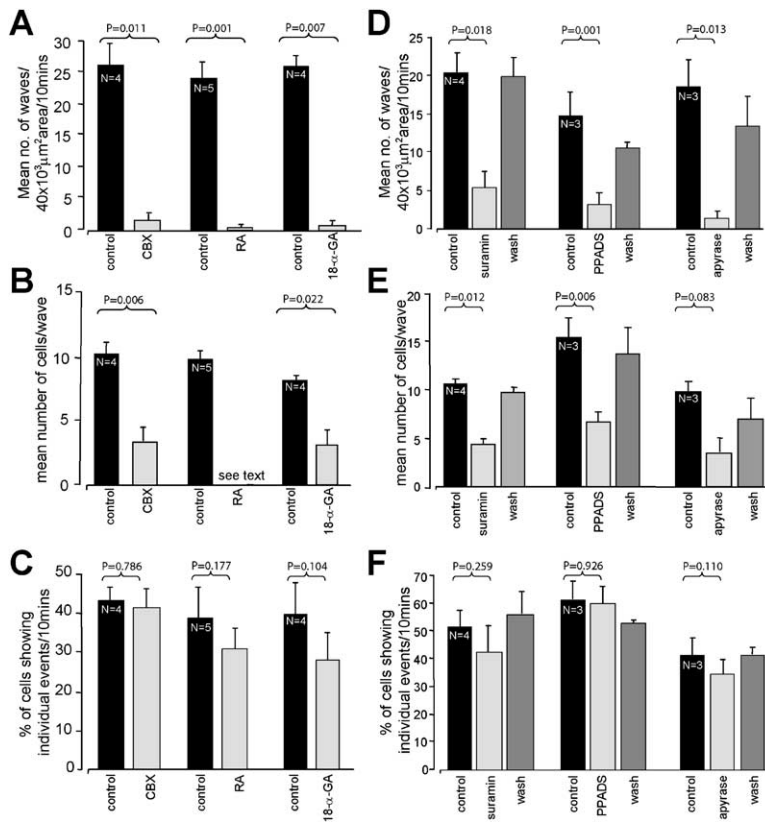 A
P=0.011 P=0.001 P=0.007
Mean no. of waves/
40x10³µm²area/10mins
30
25
20
15
10
5
0
N=4 N=5 N=4
control CBX control RA control 18-α-GA
B
P=0.006 P=0.022
mean number of cells/wave
15
10
5
0
N=4 N=5 N=4
see text
control CBX control RA control 18-α-GA
C
P=0.786 P=0.177 P=0.104
% of cells showing
individual events/10mins
50
40
30
20
10
0
N=4 N=5 N=4
control CBX control RA control 18-α-GA
D
P=0.018 P=0.001 P=0.013
Mean no. of waves/
40x10³µm²area/10mins
25
20
15
10
5
0
N=4 N=3 N=3
control suramin wash control PPADS wash control apyrase wash
E
P=0.012 P=0.006 P=0.083
mean number of cells/wave
20
15
10
5
0
N=4 N=3 N=3
control suramin wash control PPADS wash control apyrase wash
F
P=0.259 P=0.926 P=0.110
% of cells showing
individual events/10mins
70
60
50
40
30
20
10
0
N=4 N=3 N=3
control suramin wash control PPADS wash control apyrase wash